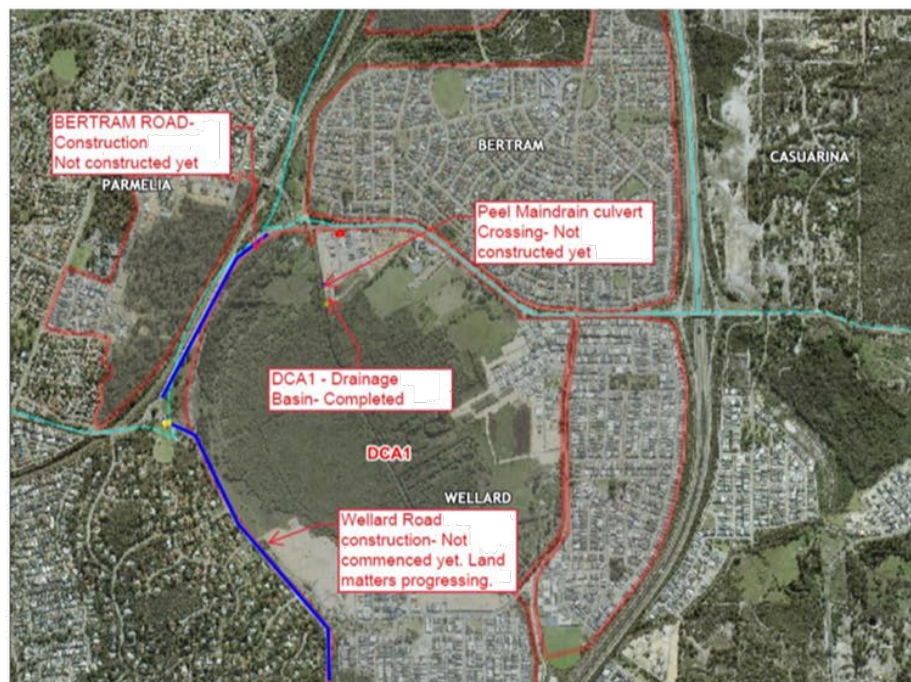 BERTRAM ROAD-
Construction
Not constructed yet
PARMELIA
BERTRAM
CASUARINA
Peel Maindrain culvert
Crossing- Not
constructed yet
DCA1 - Drainage
Basin- Completed
DCA1
WELLARD
Wellard Road
construction- Not
commenced yet. Land
matters progressing.